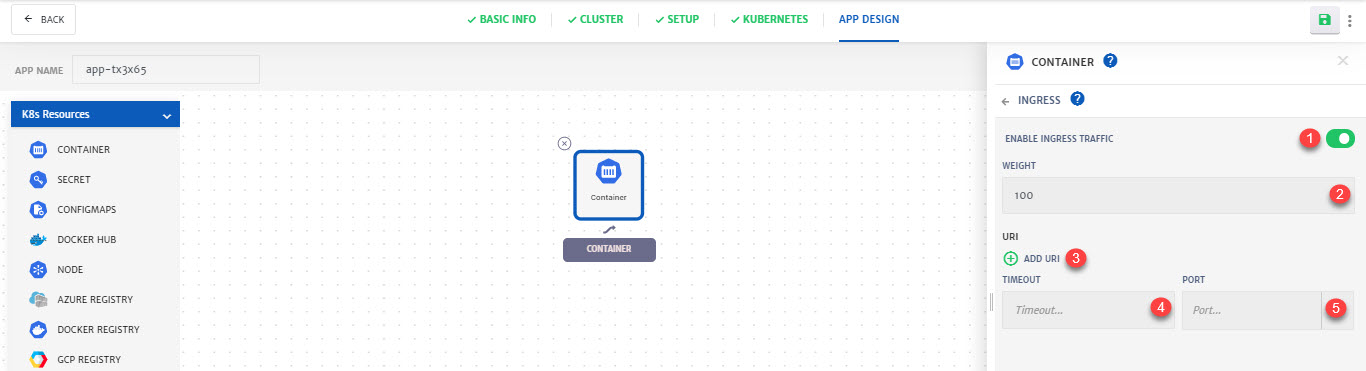 BACK
BASIC INFO
CLUSTER
SETUP
KUBERNETES
APP DESIGN
APP NAME
app-tx3x65
K8s Resources
CONTAINER
SECRET
CONFIGMAPS
DOCKER HUB
NODE
AZURE REGISTRY
DOCKER REGISTRY
GCP REGISTRY
Container
CONTAINER
CONTAINER ?
INGRESS ?
ENABLE INGRESS TRAFFIC 1
WEIGHT
100 2
URI
ADD URI 3
TIMEOUT PORT
Timeout... 4 Port... 5